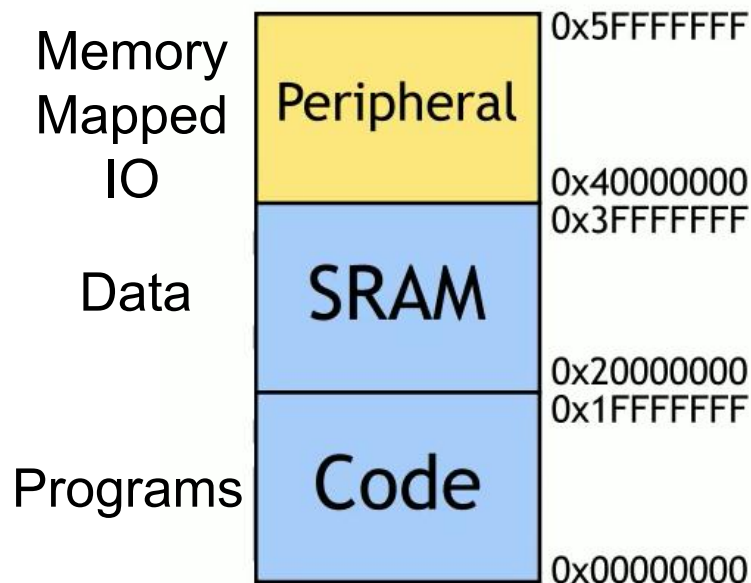 Memory
Mapped
IO
Peripheral
0x5FFFFFFF
0x40000000
Data
SRAM
0x3FFFFFFF
0x20000000
Programs
Code
0x1FFFFFFF
0x00000000